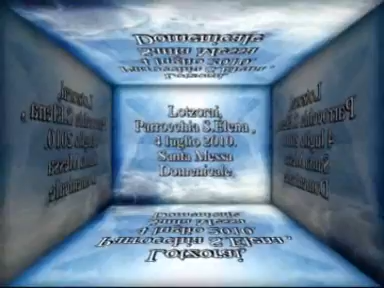 Lotzorai,
Parrocchia S.Elena ,
4 luglio 2010.
Santa Messa
Domenicale,